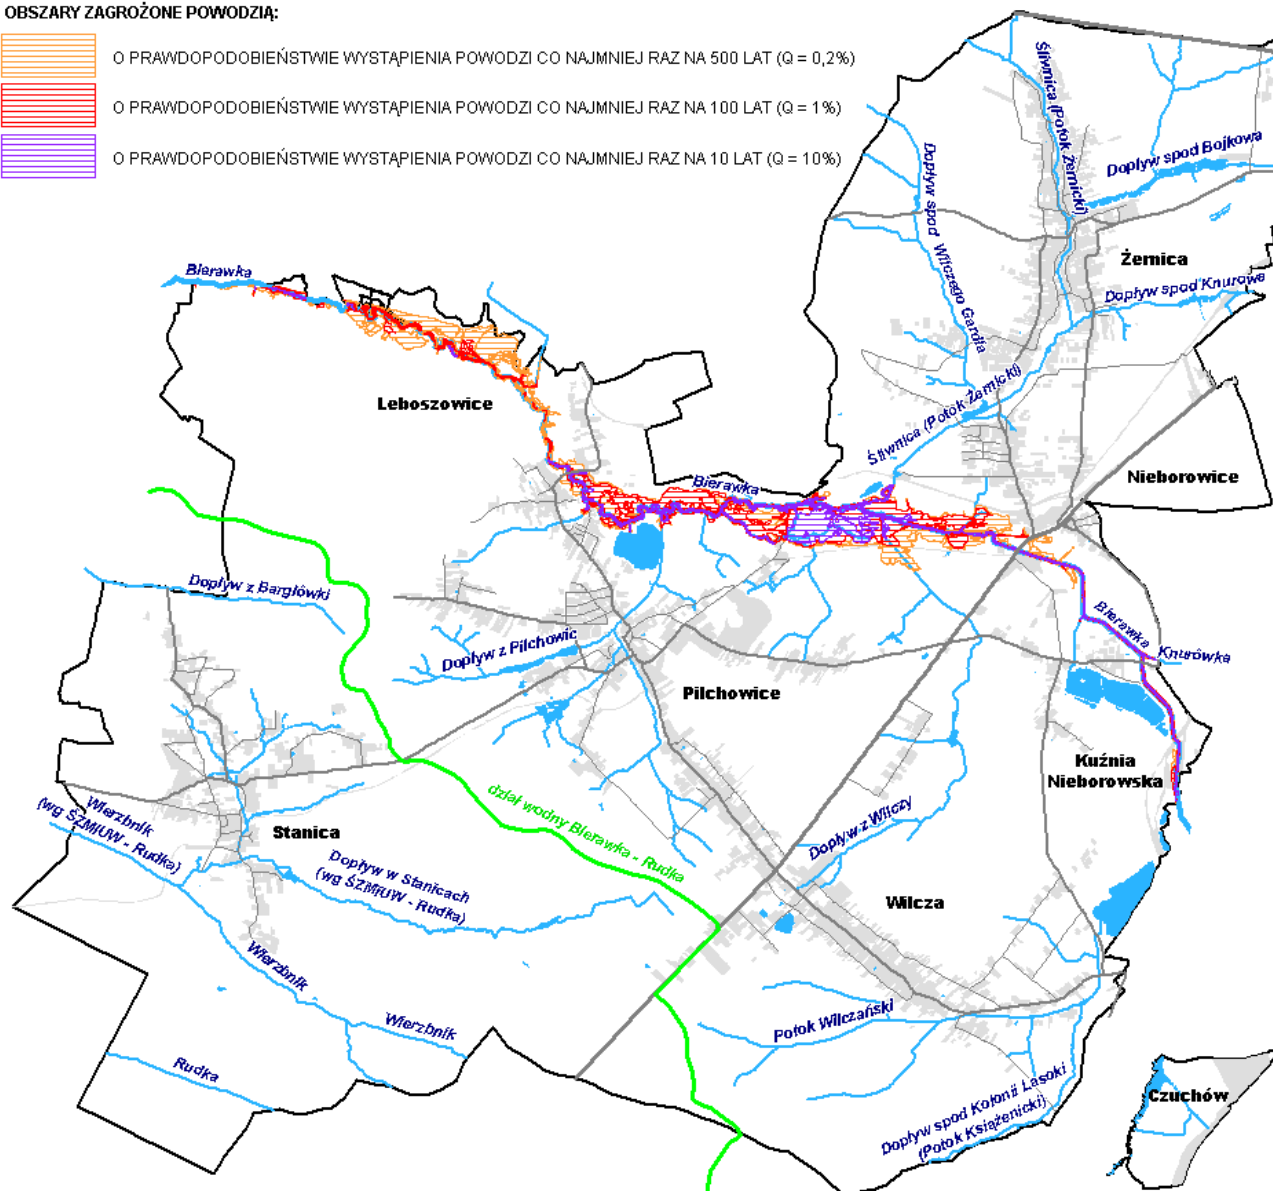 OBSZARY ZAGROŻONE POWODZIĄ:
O PRAWDOPODOBIEŃSTWIE WYSTĄPIENIA POWODZI CO NAJMNIEJ RAZ NA 500 LAT (Q = 0,2%)
O PRAWDOPODOBIEŃSTWIE WYSTĄPIENIA POWODZI CO NAJMNIEJ RAZ NA 100 LAT (Q = 1%)
O PRAWDOPODOBIEŃSTWIE WYSTĄPIENIA POWODZI CO NAJMNIEJ RAZ NA 10 LAT (Q = 10%)
Śliwnica (Potok Żernicki)
Dopływ spod Bojkowa
Dopływ spod Wilczego Gardła
Żernica
Bierawka
Dopływ spod Knurowa
Leboszowice
Śliwnica (Potok Żernicki)
Nieborowice
Bierawka
Dopływ z Bargłówki
Bierawka
Knurówka
Dopływ z Pilchowic
Pilchowice
Kuźnia
Nieborowska
dział wodny Bierawka - Rudka
Wierzbnik
(wg ŚZMIUW - Rudka)
Stanica
Dopływ z Wilczy
Dopływ w Stanicach
(wg ŚZMIUW - Rudka)
Wilcza
Wierzbnik
Wierzbnik
Potok Wilczański
Rudka
Dopływ spod Kolonii Lasoki
(Potok Książenicki)
Czuchów